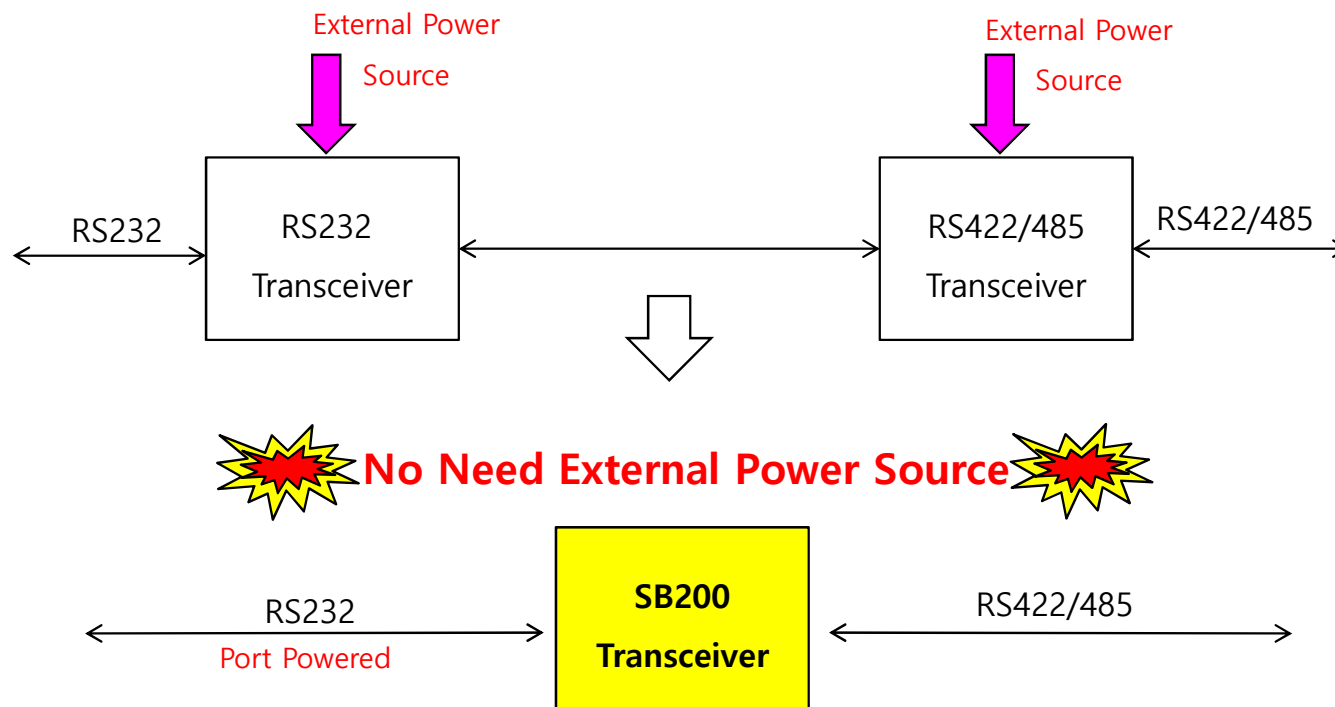 External Power
Source
External Power
Source
RS232
RS232
Transceiver
RS422/485
Transceiver
RS422/485
No Need External Power Source
RS232
Port Powered
SB200
Transceiver
RS422/485